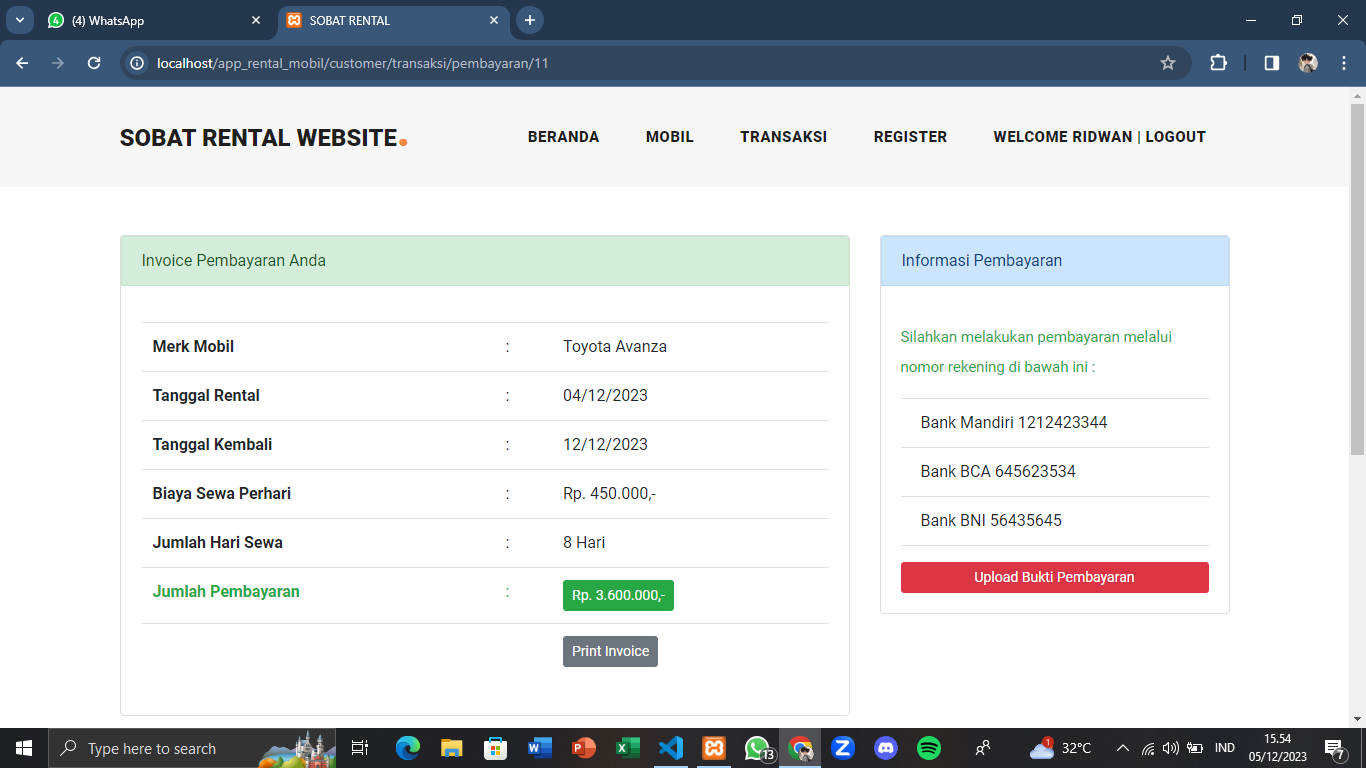 (4) WhatsApp
SOBAT RENTAL
localhost/app_rental_mobil/customer/transaksi/pembayaran/11
SOBAT RENTAL WEBSITE.
BERANDA
MOBIL
TRANSAKSI
REGISTER
WELCOME RIDWAN | LOGOUT
Invoice Pembayaran Anda
Merk Mobil : Toyota Avanza
Tanggal Rental : 04/12/2023
Tanggal Kembali : 12/12/2023
Biaya Sewa Perhari : Rp. 450.000,-
Jumlah Hari Sewa : 8 Hari
Jumlah Pembayaran : Rp. 3.600.000,-
Print Invoice
Informasi Pembayaran
Silahkan melakukan pembayaran melalui
nomor rekening di bawah ini :
Bank Mandiri 1212423344
Bank BCA 645623534
Bank BNI 56435645
Upload Bukti Pembayaran
Type here to search
13
1
32°C
IND
15.54
05/12/2023
7